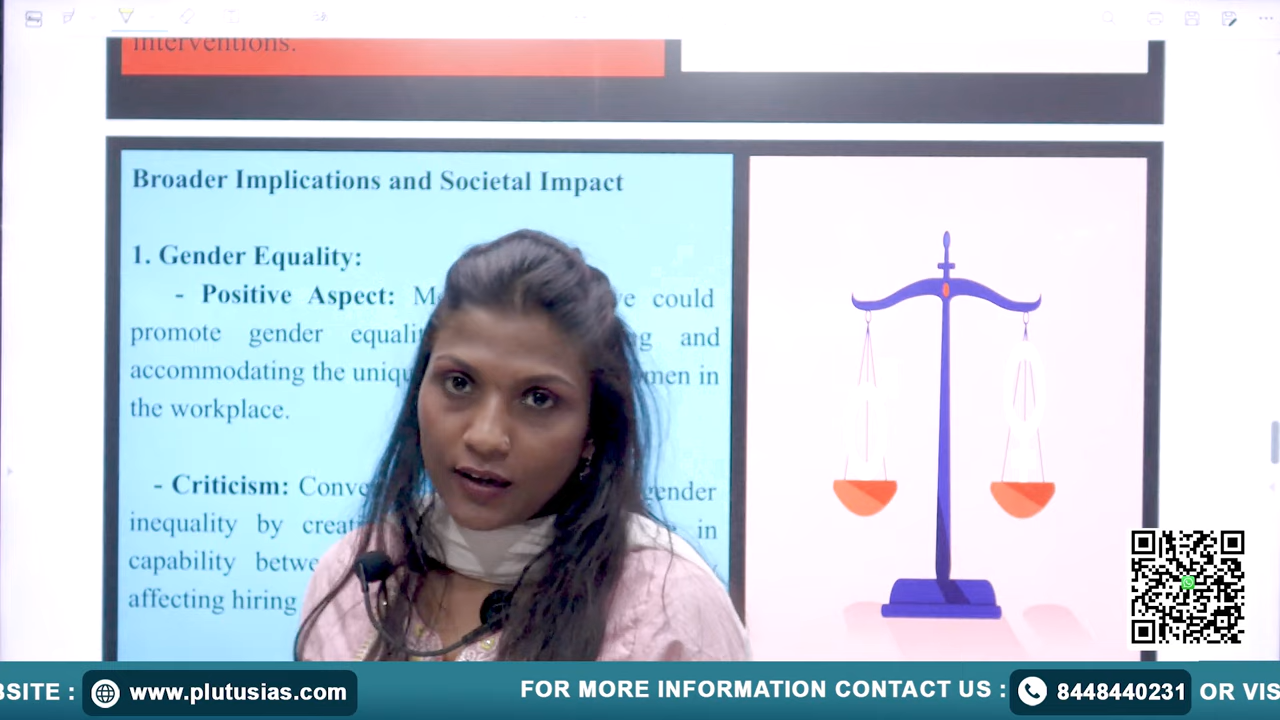 interventions.
Broader Implications and Societal Impact
1. Gender Equality:
- Positive Aspect: could
promote gender and
accommodating the in
the workplace.
- Criticism: gender
inequality by in
capability
affecting hiring
www.plutusias.com
FOR MORE INFORMATION CONTACT US :
8448440231 OR